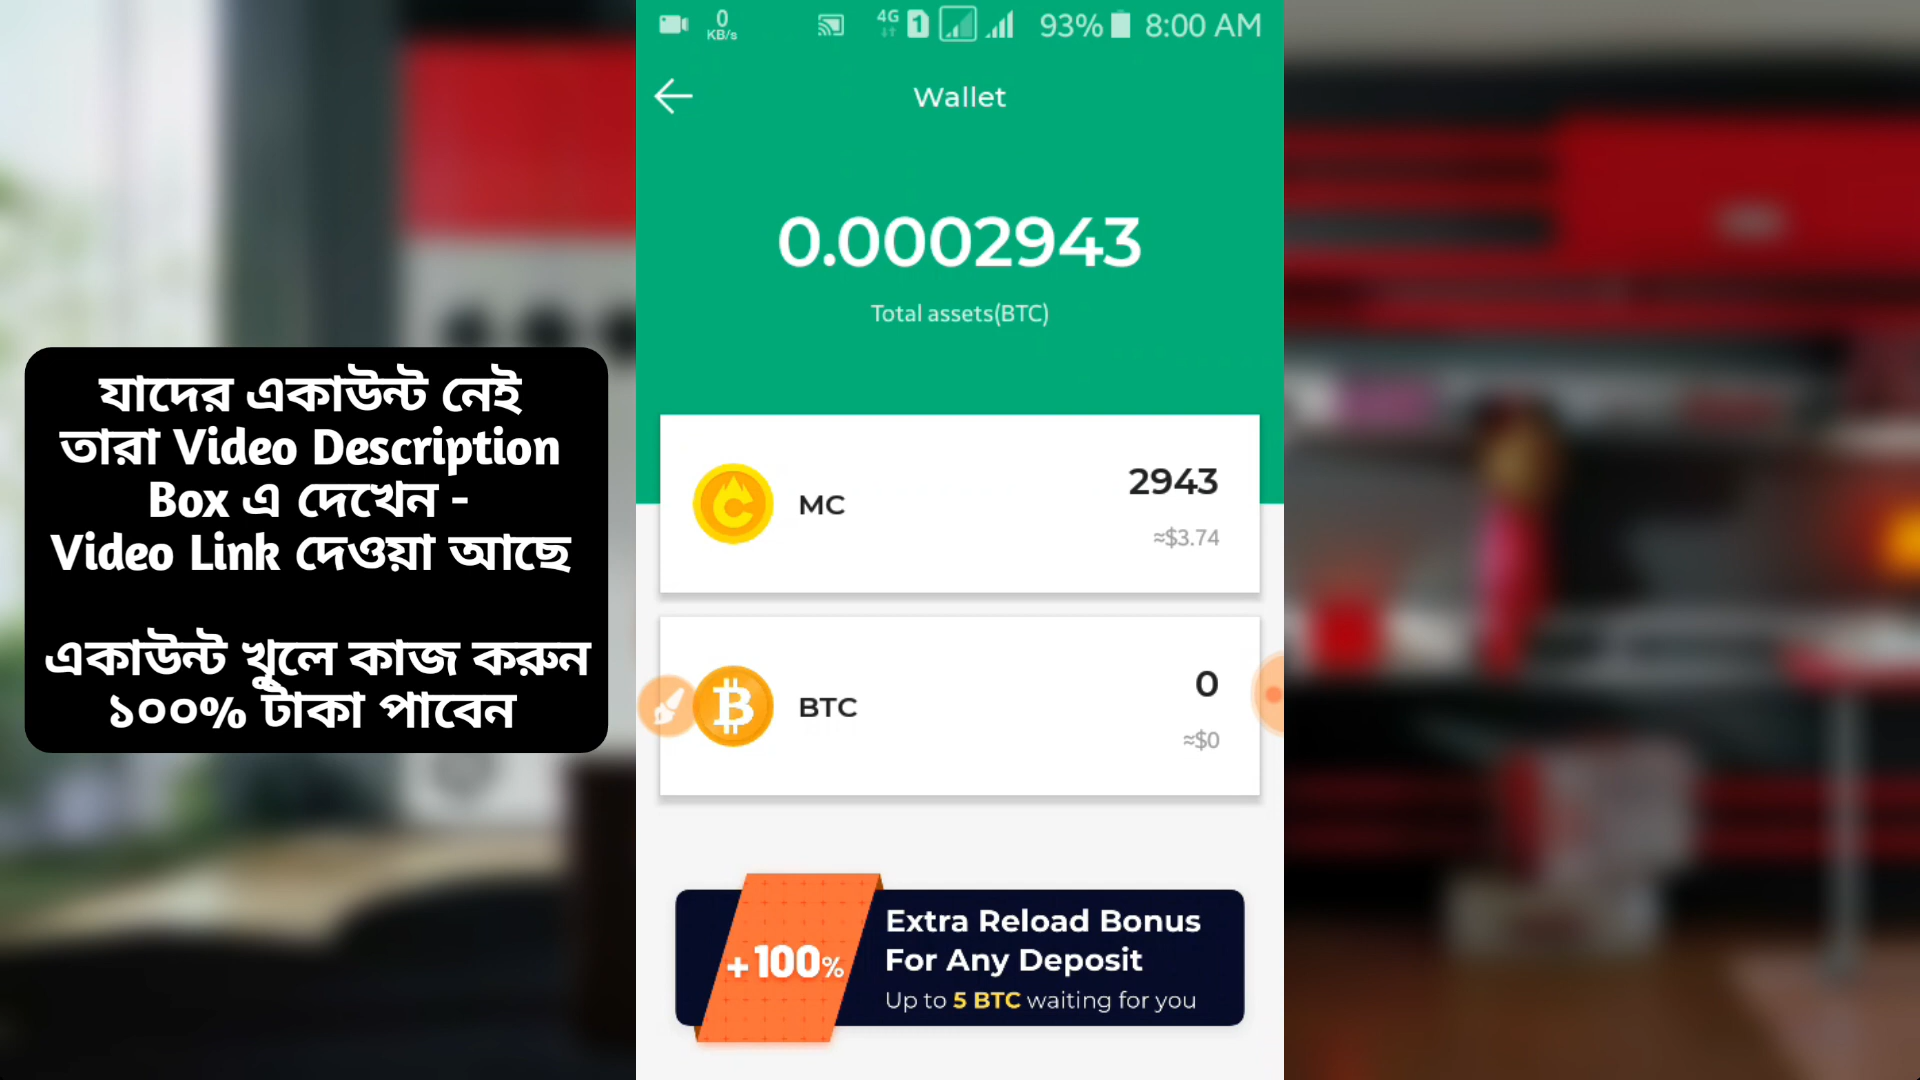 যাদের একাউন্ট নেই
তারা Video Description
Box এ দেখেন -
Video Link দেওয়া আছে
একাউন্ট খুলে কাজ করুন
১০০% টাকা পাবেন
0
KB/s
4G
1
93%
8:00 AM
Wallet
0.0002943
Total assets(BTC)
MC
2943
≈$3.74
BTC
0
≈$0
+100%
Extra Reload Bonus
For Any Deposit
Up to 5 BTC waiting for you